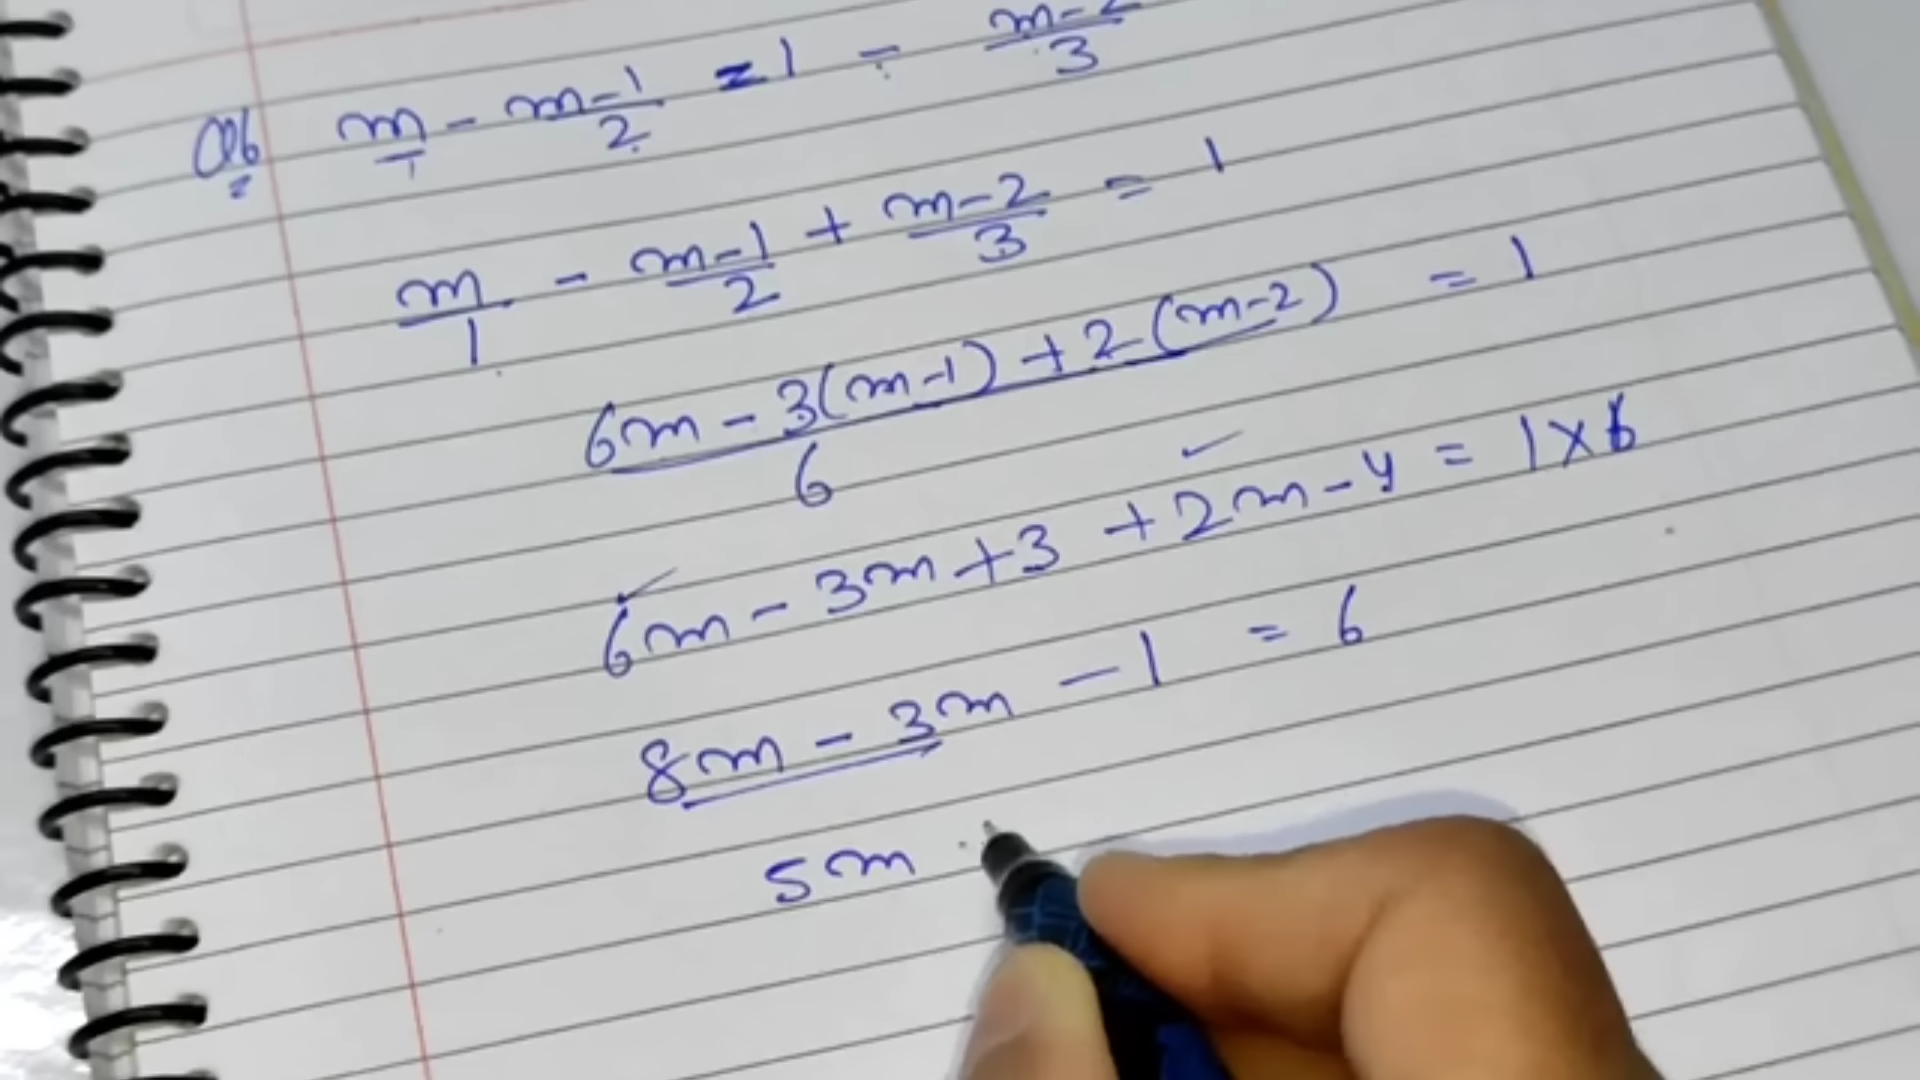 Q6 m/1 - m-1/2 = 1 - m-2/3
m/1 - m-1/2 + m-2/3 = 1
6m - 3(m-1) + 2(m-2)/6 = 1
6m - 3m + 3 + 2m - 4 = 1×6
8m - 3m - 1 = 6
5m